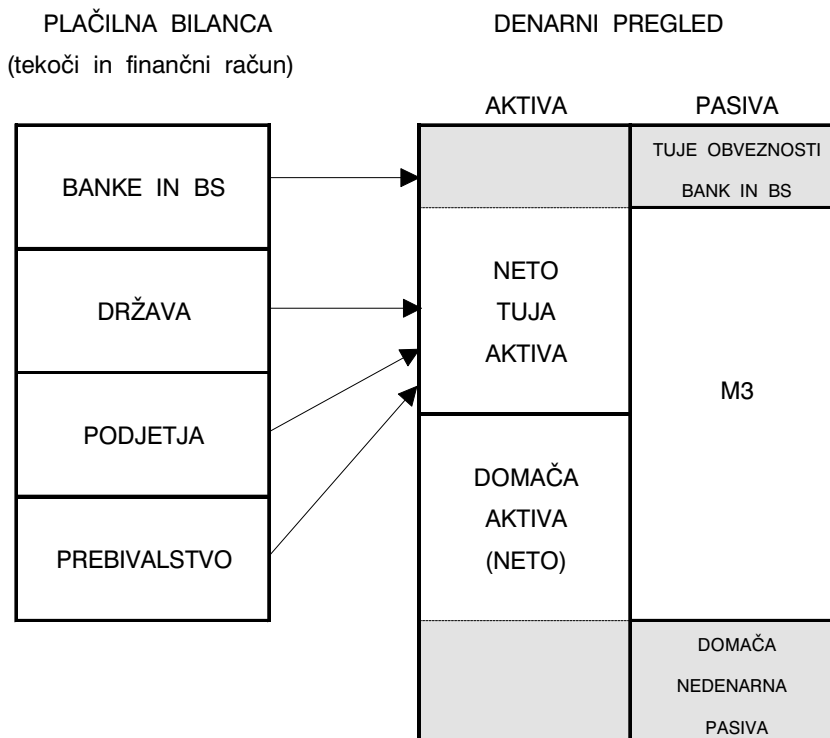 PLAČILNA BILANCA
(tekoči in finančni račun)
BANKE IN BS
DRŽAVA
PODJETJA
PREBIVALSTVO
DENARNI PREGLED
AKTIVA
PASIVA
TUJE OBVEZNOSTI
BANK IN BS
NETO
TUJA
AKTIVA
M3
DOMAČA
AKTIVA
(NETO)
DOMAČA
NEDENARNA
PASIVA